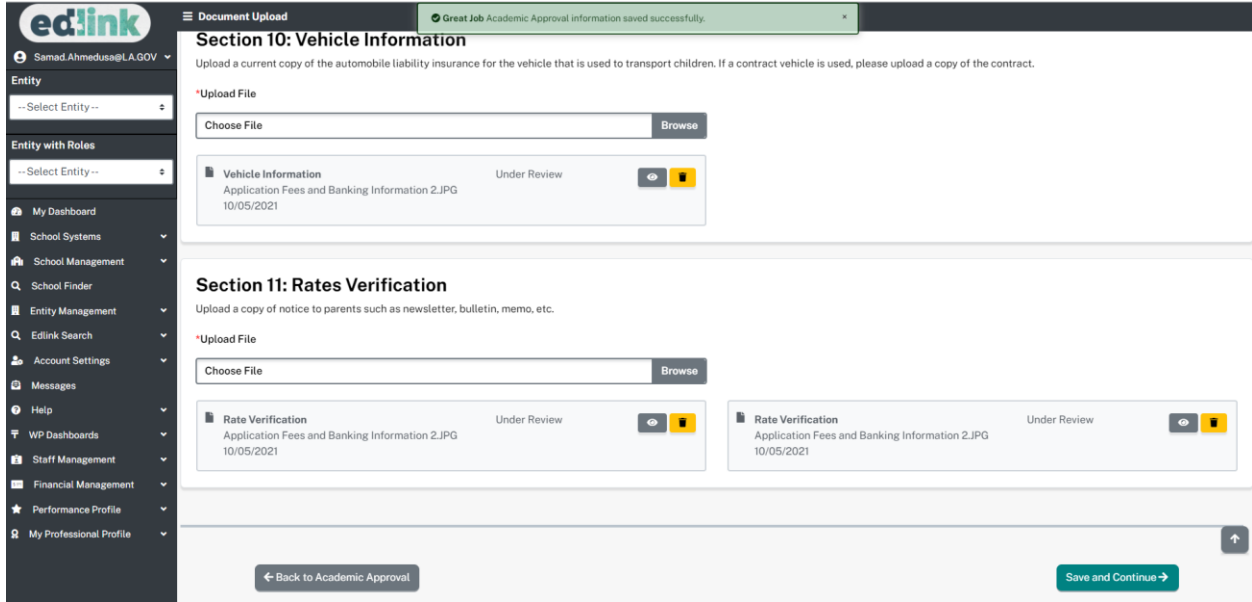 edlink
Samad.Ahmedusa@LA.GOV
Entity
--Select Entity--
Entity with Roles
--Select Entity--
My Dashboard
School Systems
School Management
School Finder
Entity Management
Edlink Search
Account Settings
Messages
Help
WP Dashboards
Staff Management
Financial Management
Performance Profile
My Professional Profile
Document Upload
Great Job Academic Approval information saved successfully. ×
Section 10: Vehicle Information
Upload a current copy of the automobile liability insurance for the vehicle that is used to transport children. If a contract vehicle is used, please upload a copy of the contract.
*Upload File
Choose File Browse
Vehicle Information Under Review
Application Fees and Banking Information 2.JPG
10/05/2021
Section 11: Rates Verification
Upload a copy of notice to parents such as newsletter, bulletin, memo, etc.
*Upload File
Choose File Browse
Rate Verification Under Review
Application Fees and Banking Information 2.JPG
10/05/2021
Rate Verification Under Review
Application Fees and Banking Information 2.JPG
10/05/2021
Back to Academic Approval
Save and Continue